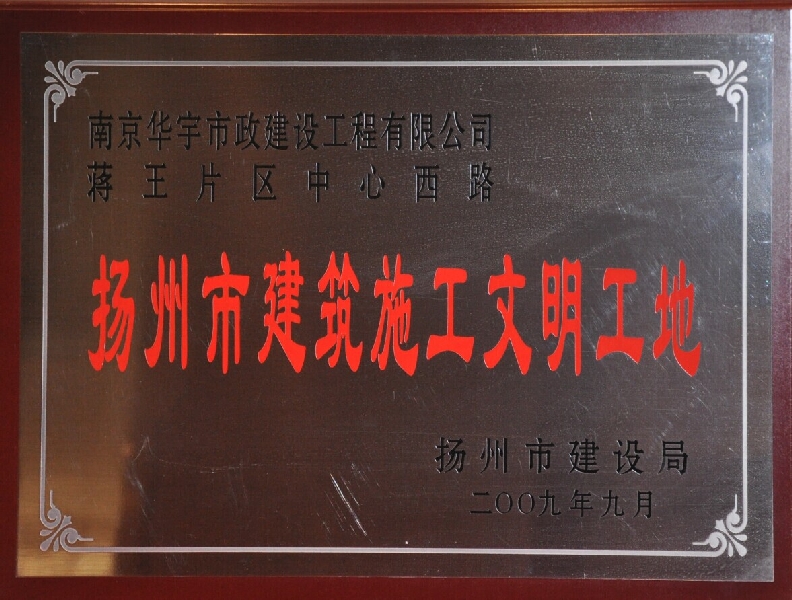 南京华宇市政建设工程有限公司
蒋王片区中心西路
扬州市建筑施工文明工地
扬州市建设局
二〇〇九年九月